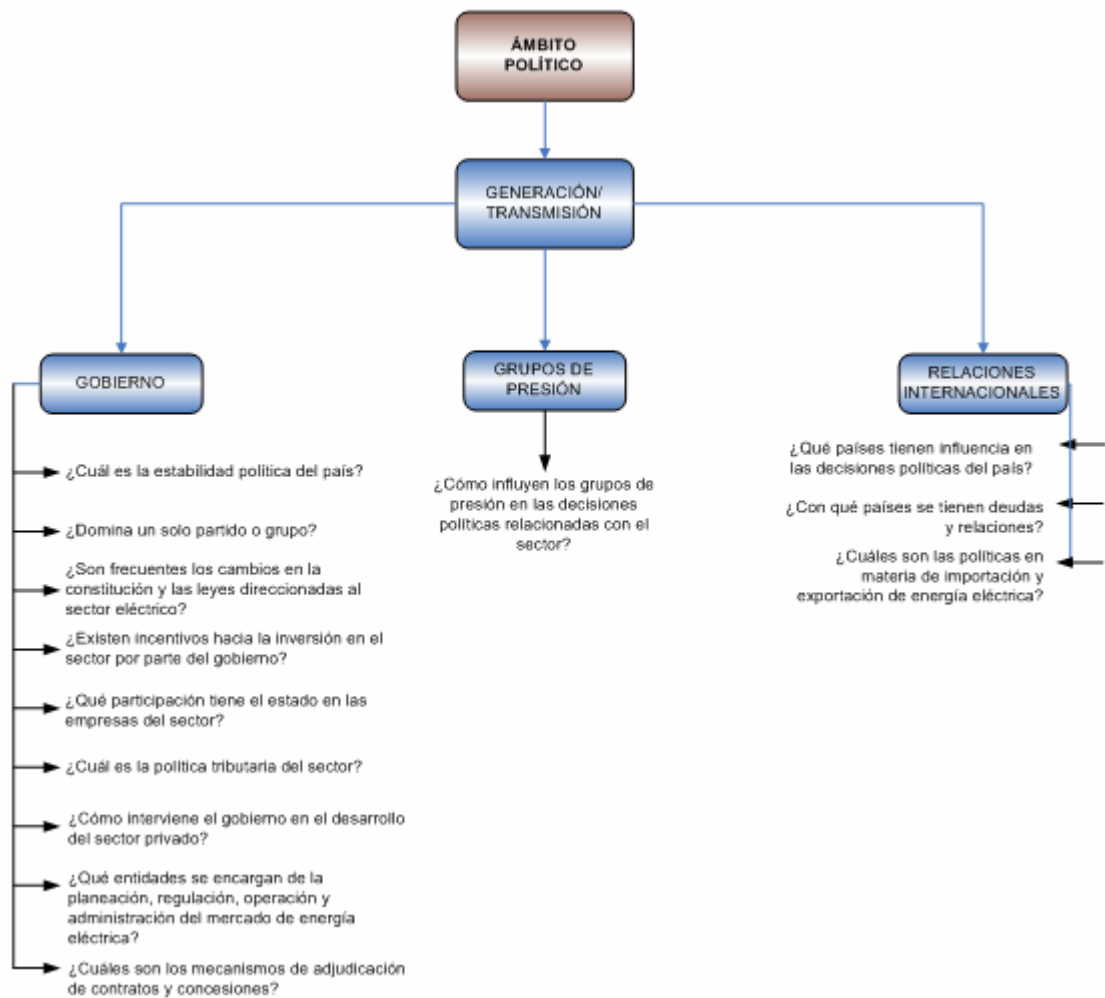 ÁMBITO
POLÍTICO
GENERACIÓN/
TRANSMISIÓN
GOBIERNO
¿Cuál es la estabilidad política del país?
¿Domina un solo partido o grupo?
¿Son frecuentes los cambios en la
constitución y las leyes direccionadas al
sector eléctrico?
¿Existen incentivos hacia la inversión en el
sector por parte del gobierno?
¿Qué participación tiene el estado en las
empresas del sector?
¿Cuál es la política tributaria del sector?
¿Cómo interviene el gobierno en el desarrollo
del sector privado?
¿Qué entidades se encargan de la
planeación, regulación, operación y
administración del mercado de energía
eléctrica?
¿Cuáles son los mecanismos de adjudicación
de contratos y concesiones?
GRUPOS DE
PRESIÓN
¿Cómo influyen los grupos de
presión en las decisiones
políticas relacionadas con el
sector?
RELACIONES
INTERNACIONALES
¿Qué países tienen influencia en
las decisiones políticas del país?
¿Con qué países se tienen deudas
y relaciones?
¿Cuáles son las políticas en
materia de importación y
exportación de energía eléctrica?